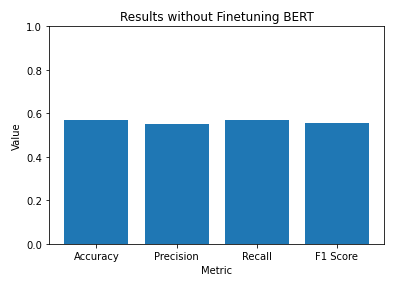 Results without Finetuning BERT
1.0
0.8
0.6
0.4
0.2
0.0
Value
Accuracy
Precision
Recall
F1 Score
Metric